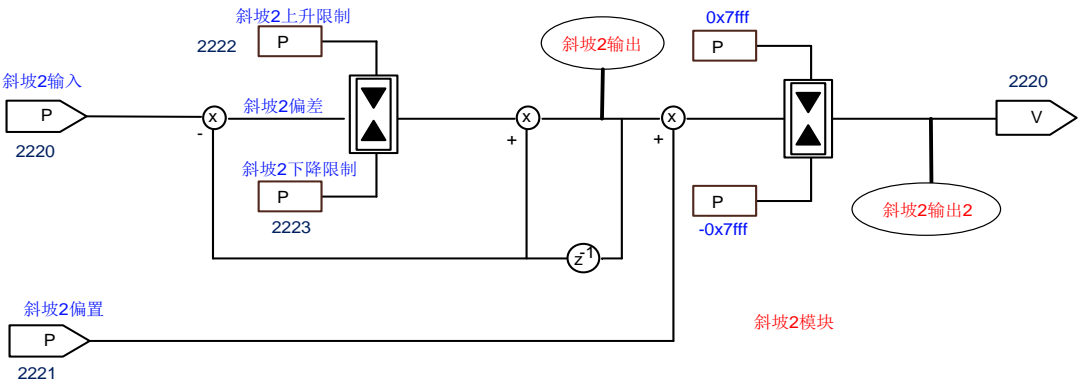 斜坡2上升限制
P
2222
斜坡2输出
0x7fff
P
斜坡2输入
P
2220
斜坡2偏差
x
-
x
+
x
+
2220
V
斜坡2下降限制
P
2223
P
-0x7fff
斜坡2输出2
z-1
斜坡2偏置
P
2221
斜坡2模块